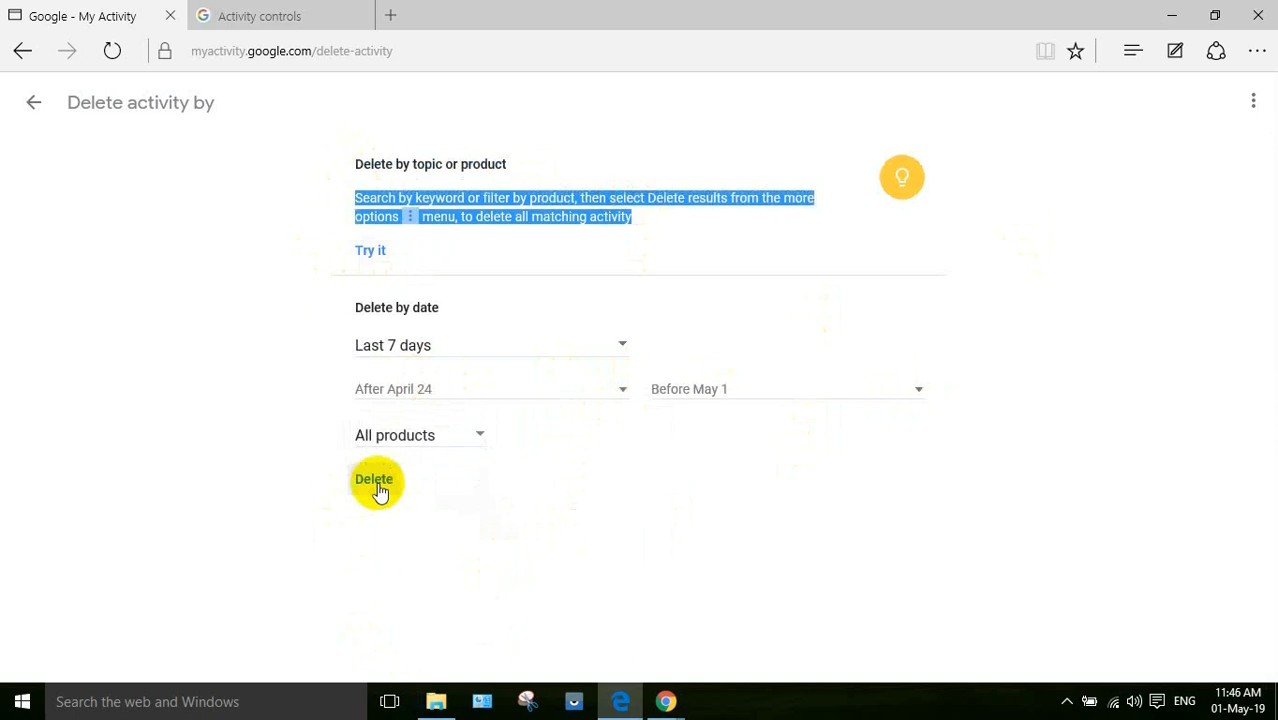 Google - My Activity
Activity controls
myactivity.google.com/delete-activity
Delete activity by
Delete by topic or product
Search by keyword or filter by product, then select Delete results from the more
options menu, to delete all matching activity
Try it
Delete by date
Last 7 days
After April 24 Before May 1
All products
Delete
Search the web and Windows
ENG
11:46 AM
01-May-19